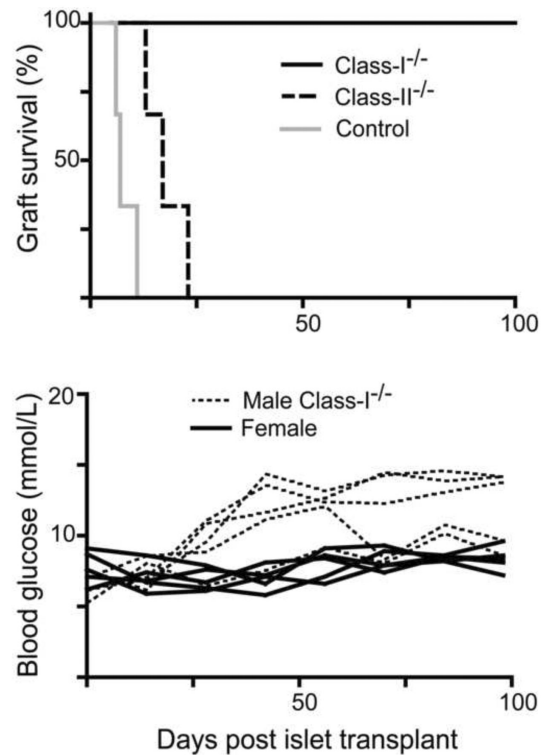 100
Graft survival (%)
Class-I-/-
Class-II-/-
Control
50
50
100
20
Blood glucose (mmol/L)
Male Class-I-/-
Female
10
50
100
Days post islet transplant